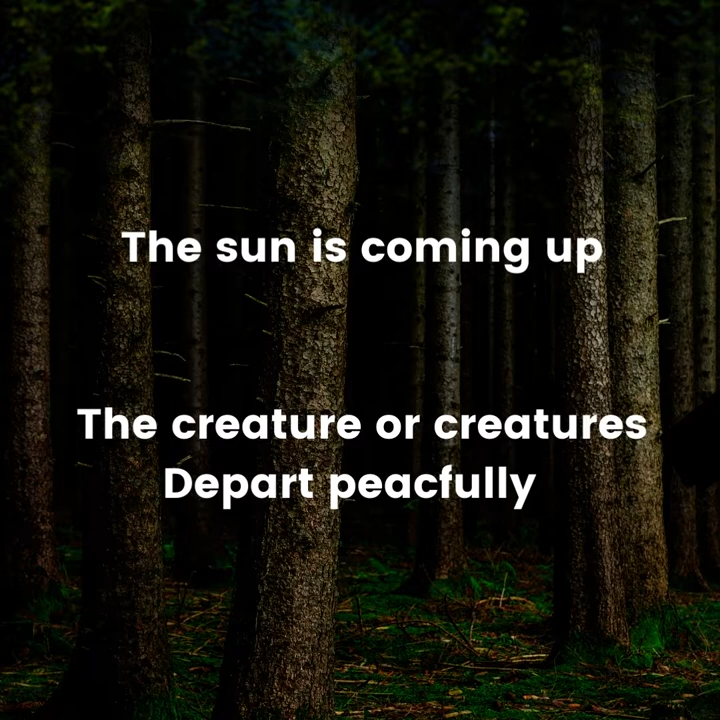 The sun is coming up
The creature or creatures
Depart peacfully